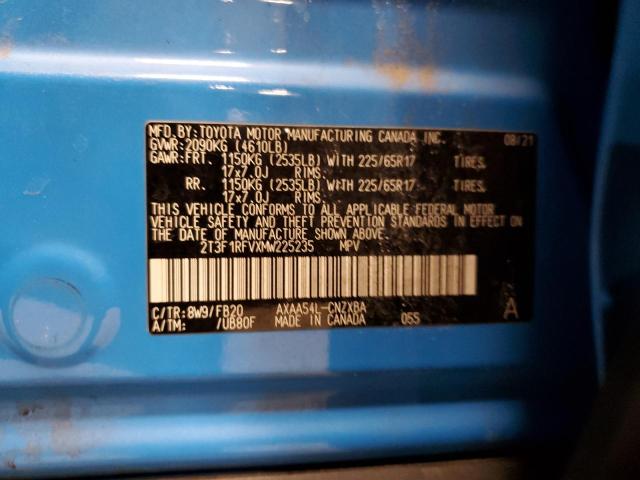 MFD.BY:TOYOTA MOTOR MANUFACTURING CANADA INC. 08/21
GVWR:2090KG (4610LB)
GAWR:FRT. 1150KG (2535LB) WITH 225/65R17 TIRES.
17x7.0J RIMS.
RR. 1150KG (2535LB) WITH 225/65R17 TIRES.
17x7.0J RIMS.
THIS VEHICLE CONFORMS TO ALL APPLICABLE FEDERAL MOTOR
VEHICLE SAFETY AND THEFT PREVENTION STANDARDS IN EFFECT ON
THE DATE OF MANUFACTURE SHOWN ABOVE.
2T3F1RFVXMW225235 MPV
C/TR:8W9/FB20 AXAA54L-CNZXBA A
A/TM: /UB80F MADE IN CANADA 055